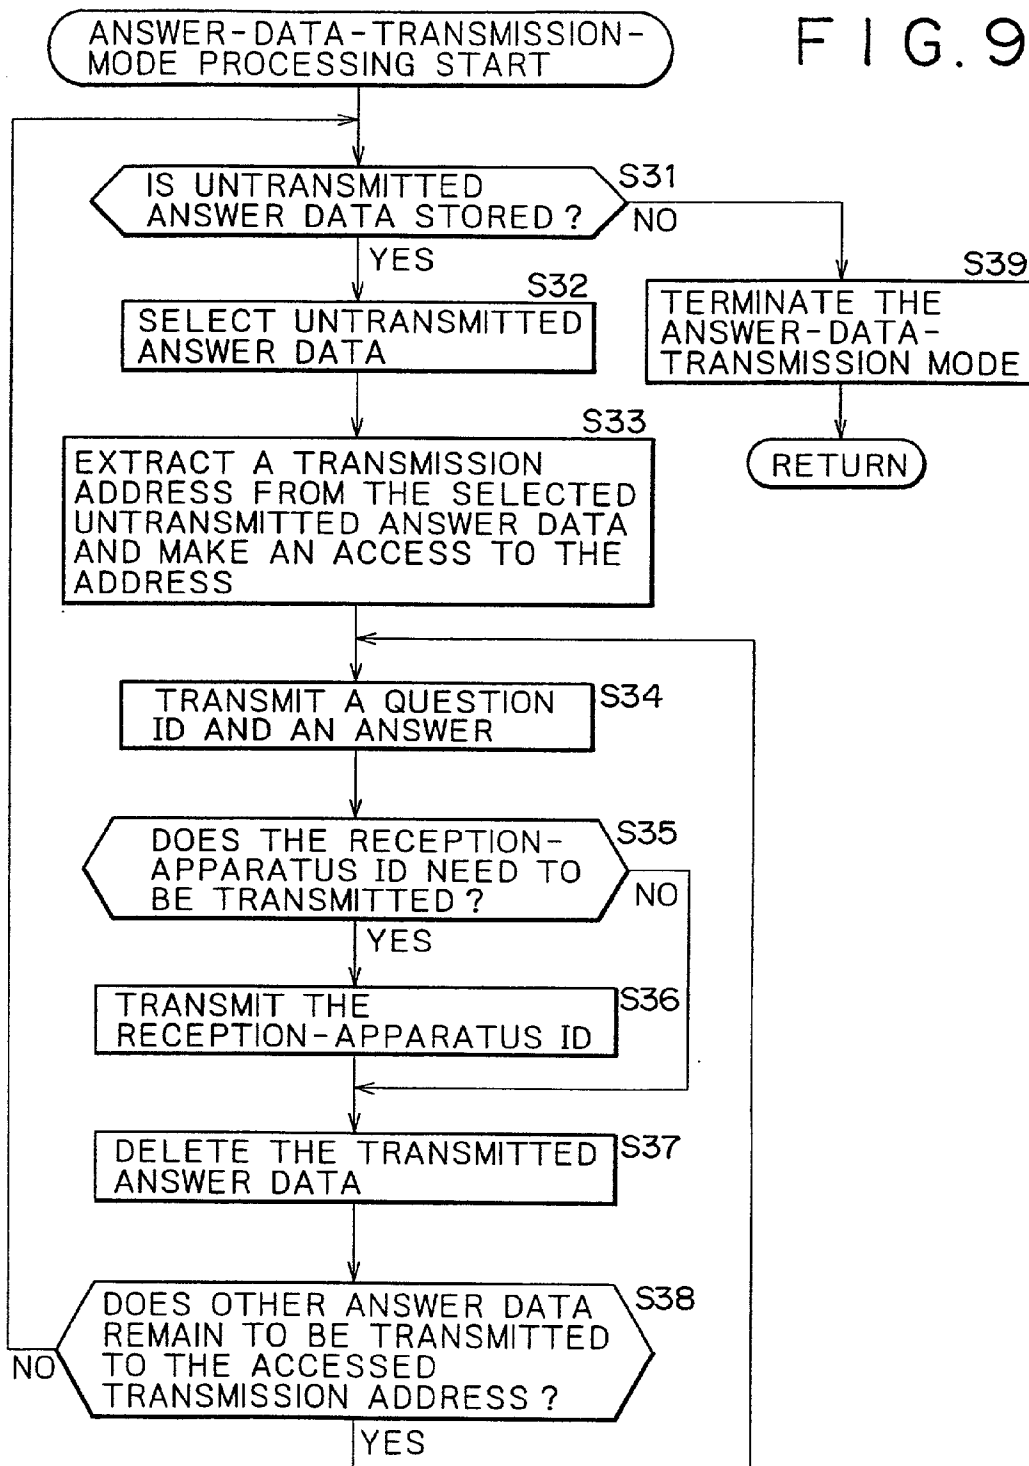 FIG. 9
ANSWER-DATA-TRANSMISSION-
MODE PROCESSING START
IS UNTRANSMITTED
ANSWER DATA STORED ?
S31
NO
YES
S32
SELECT UNTRANSMITTED
ANSWER DATA
S39
TERMINATE THE
ANSWER-DATA-
TRANSMISSION MODE
RETURN
S33
EXTRACT A TRANSMISSION
ADDRESS FROM THE SELECTED
UNTRANSMITTED ANSWER DATA
AND MAKE AN ACCESS TO THE
ADDRESS
TRANSMIT A QUESTION
ID AND AN ANSWER
S34
DOES THE RECEPTION-
APPARATUS ID NEED TO
BE TRANSMITTED ?
S35
NO
YES
TRANSMIT THE
RECEPTION-APPARATUS ID
S36
DELETE THE TRANSMITTED
ANSWER DATA
S37
DOES OTHER ANSWER DATA
REMAIN TO BE TRANSMITTED
TO THE ACCESSED
TRANSMISSION ADDRESS ?
S38
NO
YES